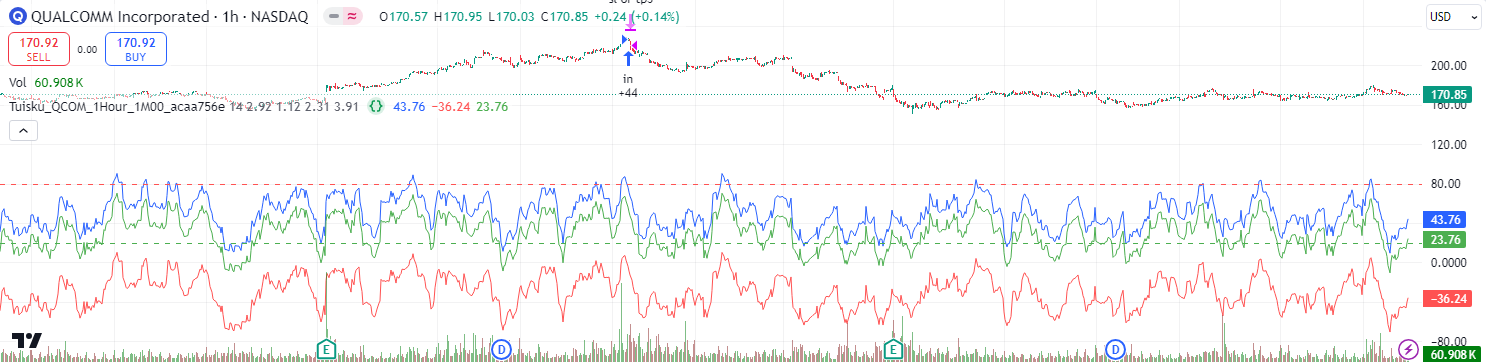 QUALCOMM Incorporated · 1h · NASDAQ O170.57 H170.95 L170.03 C170.85 +0.24 (+0.14%)
USD
170.92
SELL
0.00
170.92
BUY
Vol 60.908 K
Tuisku_QCOM_1Hour_1M00_acaa756e 14 2.92 1.12 2.31 3.91 43.76 −36.24 23.76
sl or tp5
in
+44
200.00
170.85
160.00
120.00
80.00
43.76
23.76
0.0000
−36.24
−80.00
60.908 K
E
D
E
D